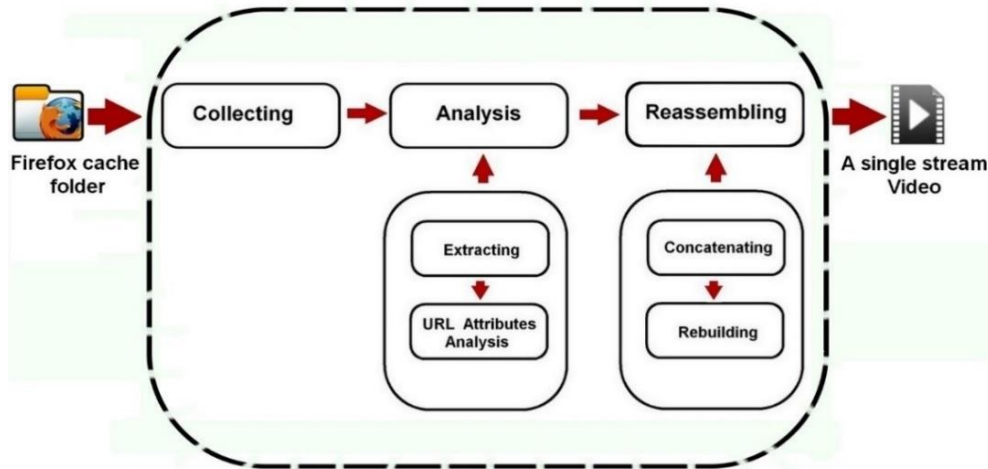 Collecting
Analysis
Reassembling
Firefox cache
folder
A single stream
Video
Extracting
URL Attributes
Analysis
Concatenating
Rebuilding